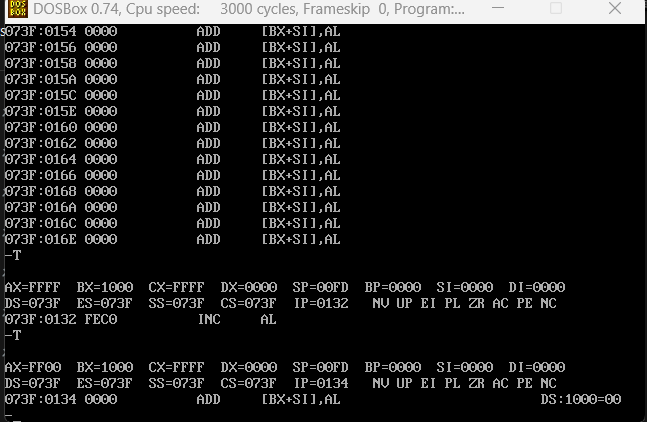 DOS BOX
DOSBox 0.74, Cpu speed: 3000 cycles, Frameskip 0, Program:...
073F:0154 0000 ADD [BX+SI],AL
073F:0156 0000 ADD [BX+SI],AL
073F:0158 0000 ADD [BX+SI],AL
073F:015A 0000 ADD [BX+SI],AL
073F:015C 0000 ADD [BX+SI],AL
073F:015E 0000 ADD [BX+SI],AL
073F:0160 0000 ADD [BX+SI],AL
073F:0162 0000 ADD [BX+SI],AL
073F:0164 0000 ADD [BX+SI],AL
073F:0166 0000 ADD [BX+SI],AL
073F:0168 0000 ADD [BX+SI],AL
073F:016A 0000 ADD [BX+SI],AL
073F:016C 0000 ADD [BX+SI],AL
073F:016E 0000 ADD [BX+SI],AL
-T
AX=FFFF BX=1000 CX=FFFF DX=0000 SP=00FD BP=0000 SI=0000 DI=0000
DS=073F ES=073F SS=073F CS=073F IP=0132 NV UP EI PL ZR AC PE NC
073F:0132 FEC0 INC AL
-T
AX=FF00 BX=1000 CX=FFFF DX=0000 SP=00FD BP=0000 SI=0000 DI=0000
DS=073F ES=073F SS=073F CS=073F IP=0134 NV UP EI PL ZR AC PE NC
073F:0134 0000 ADD [BX+SI],AL DS:1000=00
-_